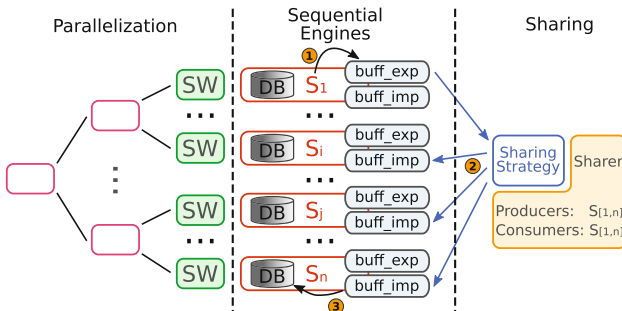 Parallelization
Sequential
Engines
Sharing
1
SW
DB
S1
buff_exp
buff_imp
...
...
SW
DB
Si
buff_exp
buff_imp
...
...
2
Sharing
Strategy
Sharer
SW
DB
Sj
buff_exp
buff_imp
Producers: S[1,n]
Consumers: S[1,n]
...
...
SW
DB
Sn
buff_exp
buff_imp
3